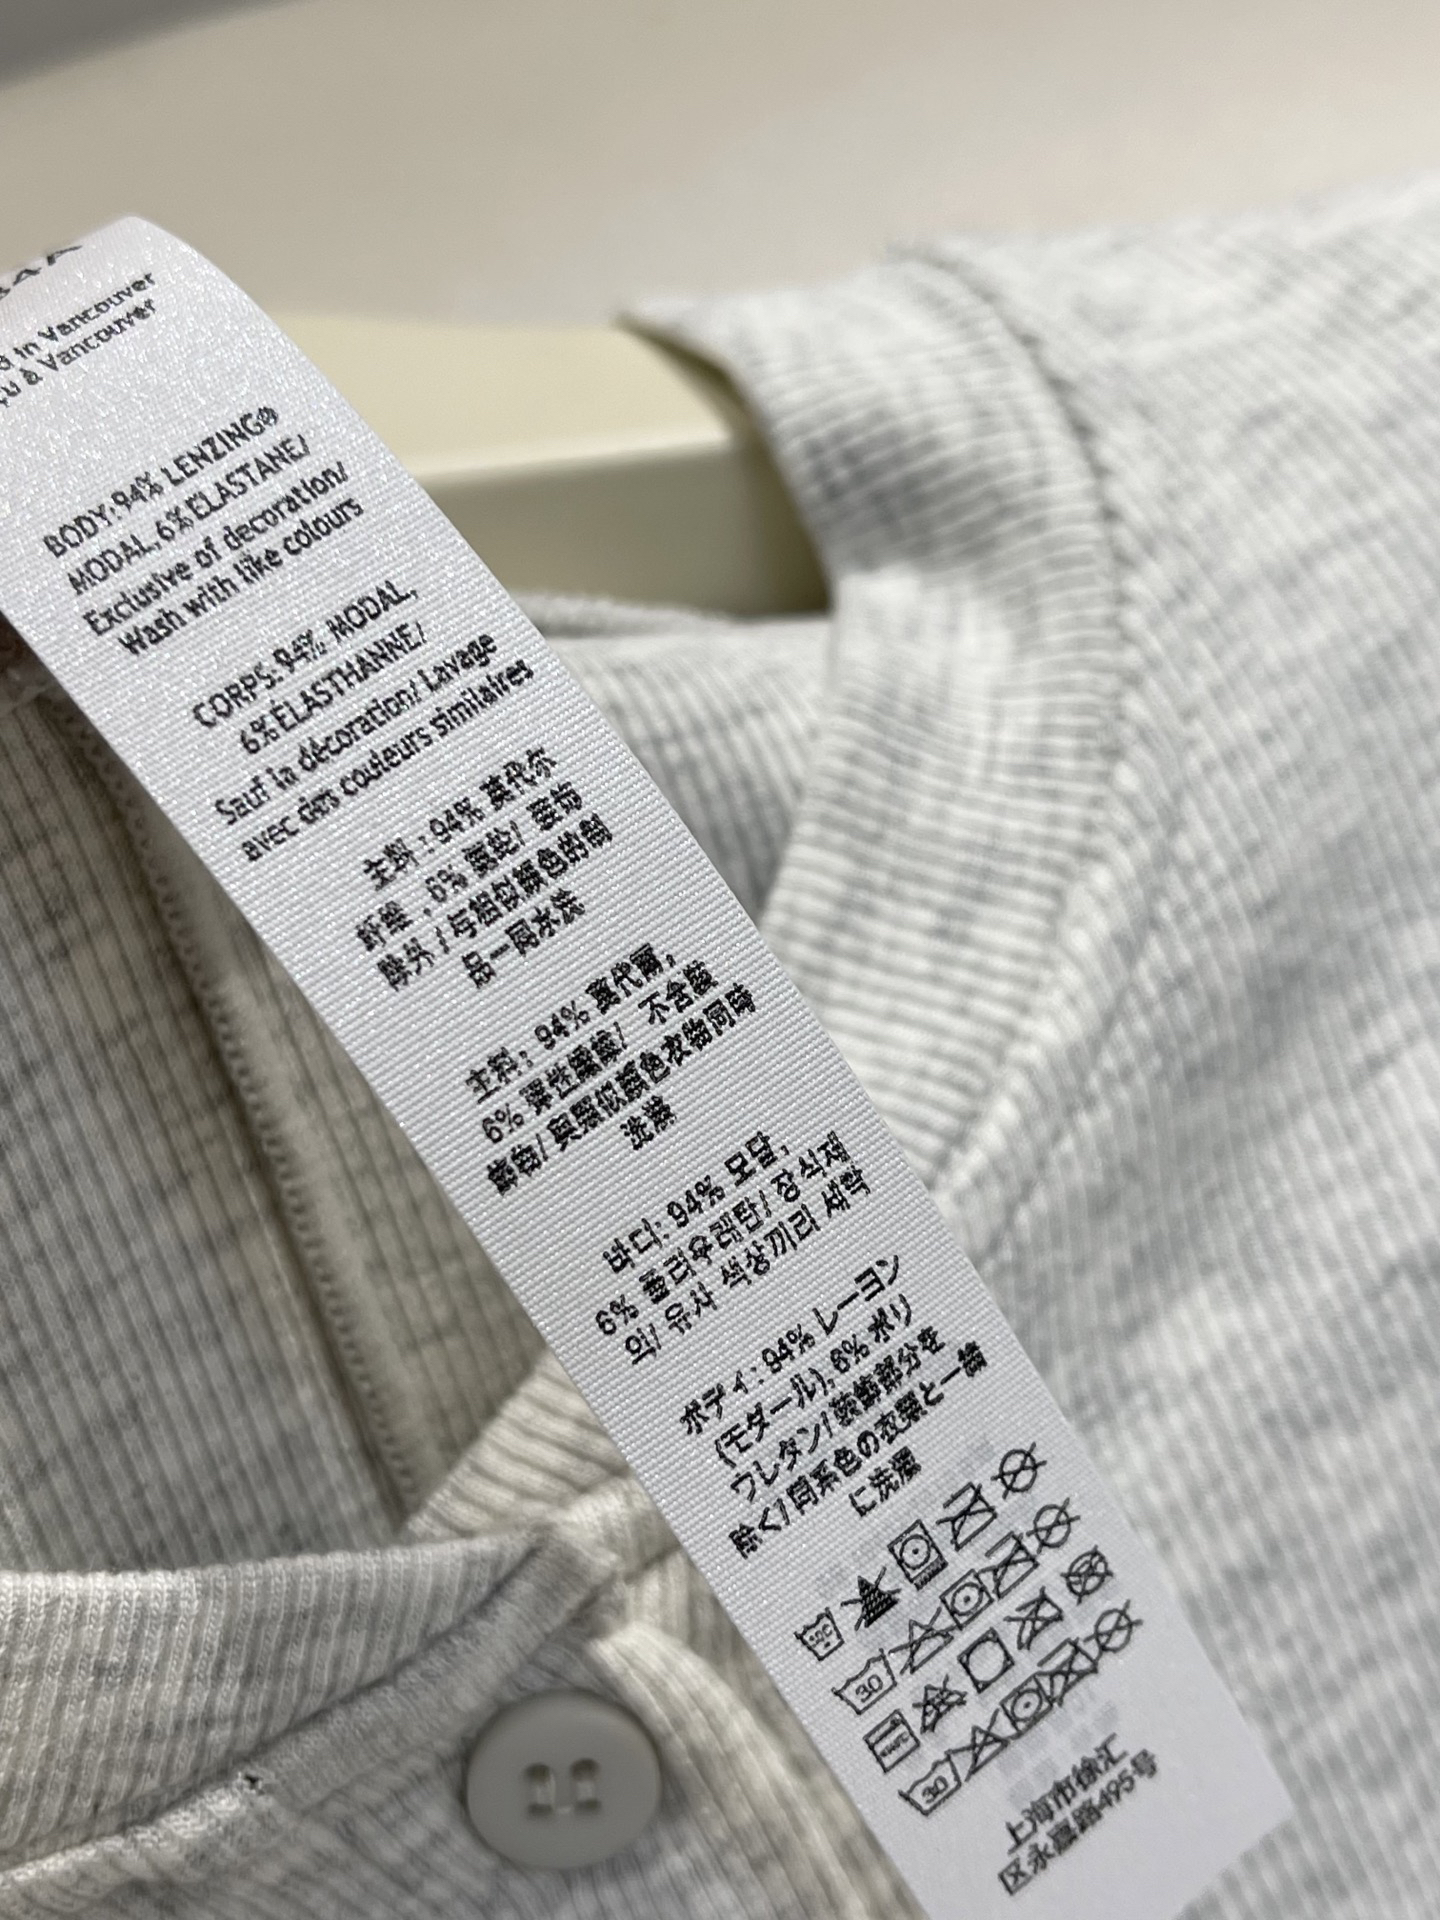 in Vancouver
à Vancouver
BODY:94% LENZING®
MODAL, 6% ELASTANE/
Exclusive of decoration/
Wash with like colours
CORPS:94% MODAL,
6% ÉLASTHANNE/
Sauf la décoration/ Lavage
avec des couleurs similaires
主料：94% 莫代尔
纤维，6% 氨纶/ 装饰
除外/与相似颜色的制
品一同水洗
主料：94% 莫代爾,
6% 彈性纖維/ 不含裝
飾物/ 與類似顏色衣物同時
洗滌
바디: 94% 모달,
6% 폴리우레탄/ 장식재
외/ 유사 색상끼리 세탁
ボディ：94% レーヨン
(モダール), 6% ポリ
ウレタン/ 装飾部分を
除く/ 同系色の衣類と一緒
に洗濯
30
30
上海市徐汇
区永嘉路495号